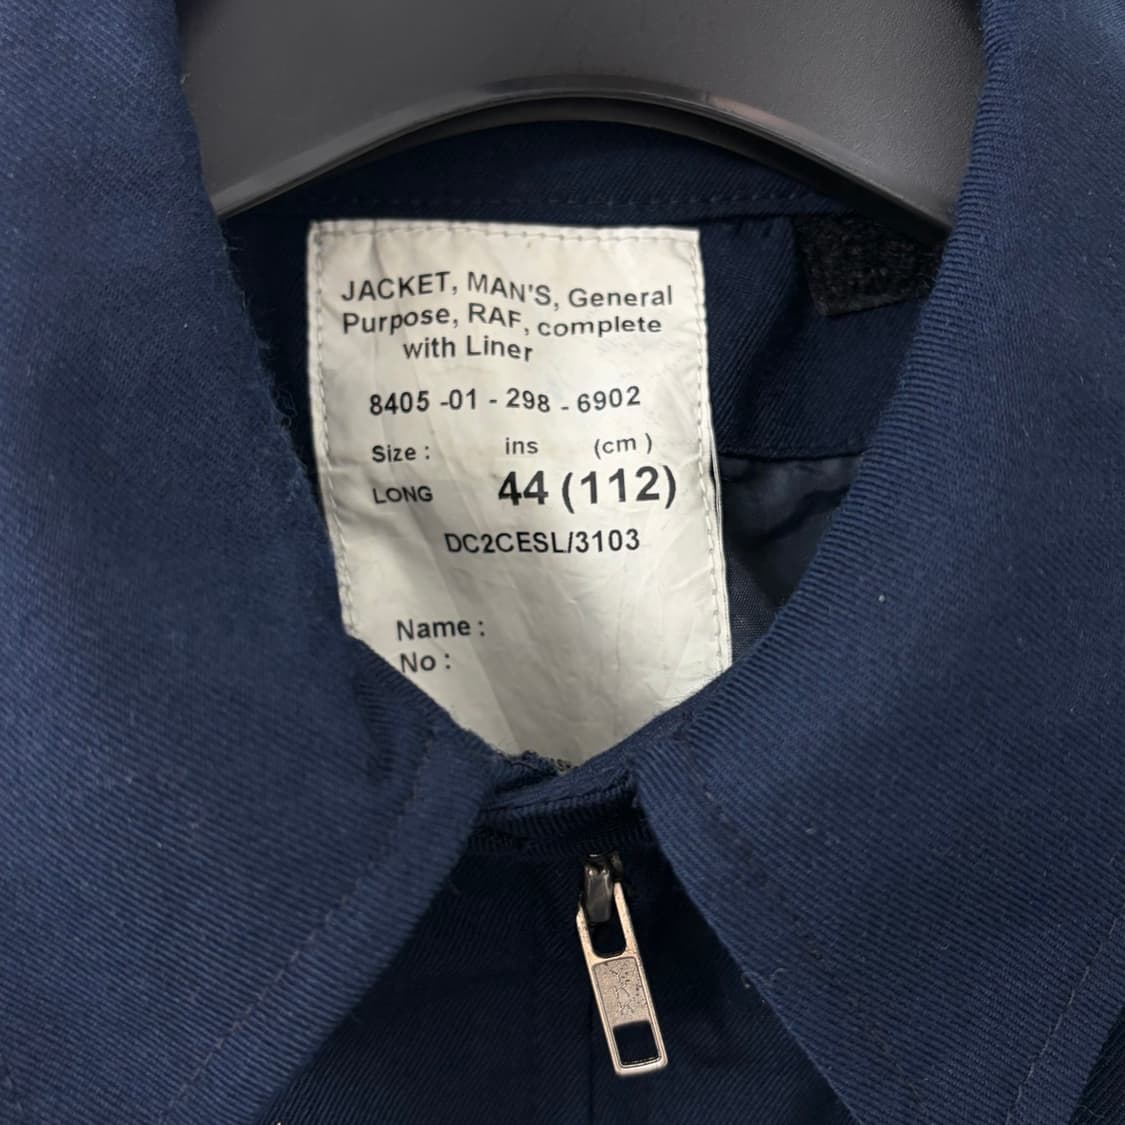 JACKET, MAN'S, General
Purpose, RAF, complete
with Liner
8405 -01 - 298 - 6902
Size : ins (cm )
LONG 44 (112)
DC2CESL/3103
Name :
No :